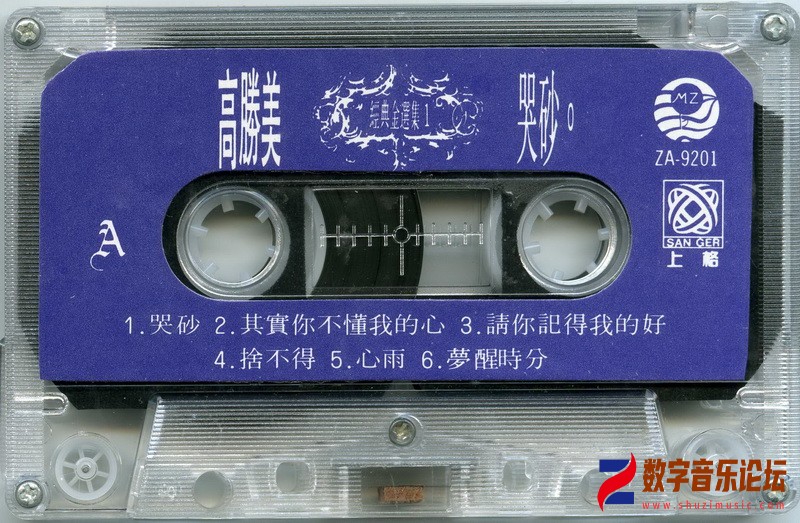 高勝美
經典金選集1
哭砂。
MZ
ZA-9201
A
SAN GER
上格
1.哭砂 2.其實你不懂我的心 3.請你記得我的好
4.捨不得 5.心雨 6.夢醒時分
数字音乐论坛
www.shuzimusic.com